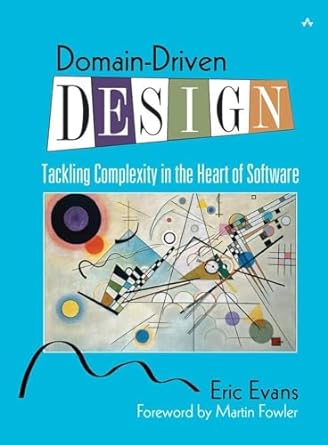 Domain-Driven
DESIGN
Tackling Complexity in the Heart of Software
Eric Evans
Foreword by Martin Fowler